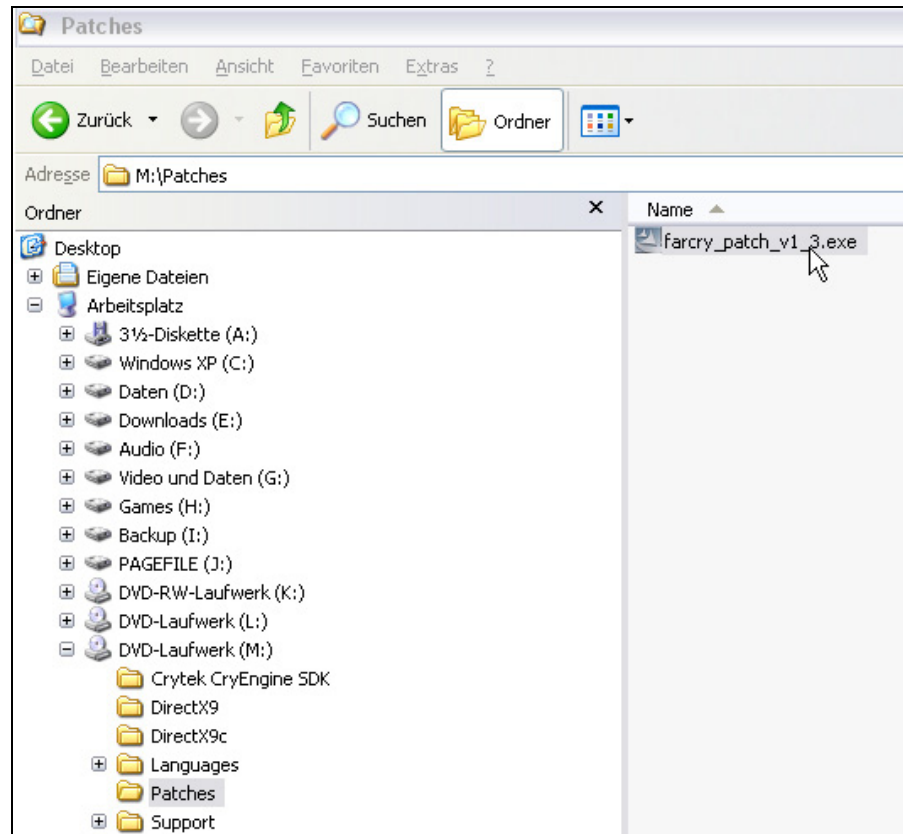 Patches
Datei Bearbeiten Ansicht Favoriten Extras ?
Zurück Suchen Ordner
Adresse M:\Patches
Ordner X Name
Desktop
farcry_patch_v1_3.exe
Eigene Dateien
Arbeitsplatz
3½-Diskette (A:)
Windows XP (C:)
Daten (D:)
Downloads (E:)
Audio (F:)
Video und Daten (G:)
Games (H:)
Backup (I:)
PAGEFILE (J:)
DVD-RW-Laufwerk (K:)
DVD-Laufwerk (L:)
DVD-Laufwerk (M:)
Crytek CryEngine SDK
DirectX9
DirectX9c
Languages
Patches
Support